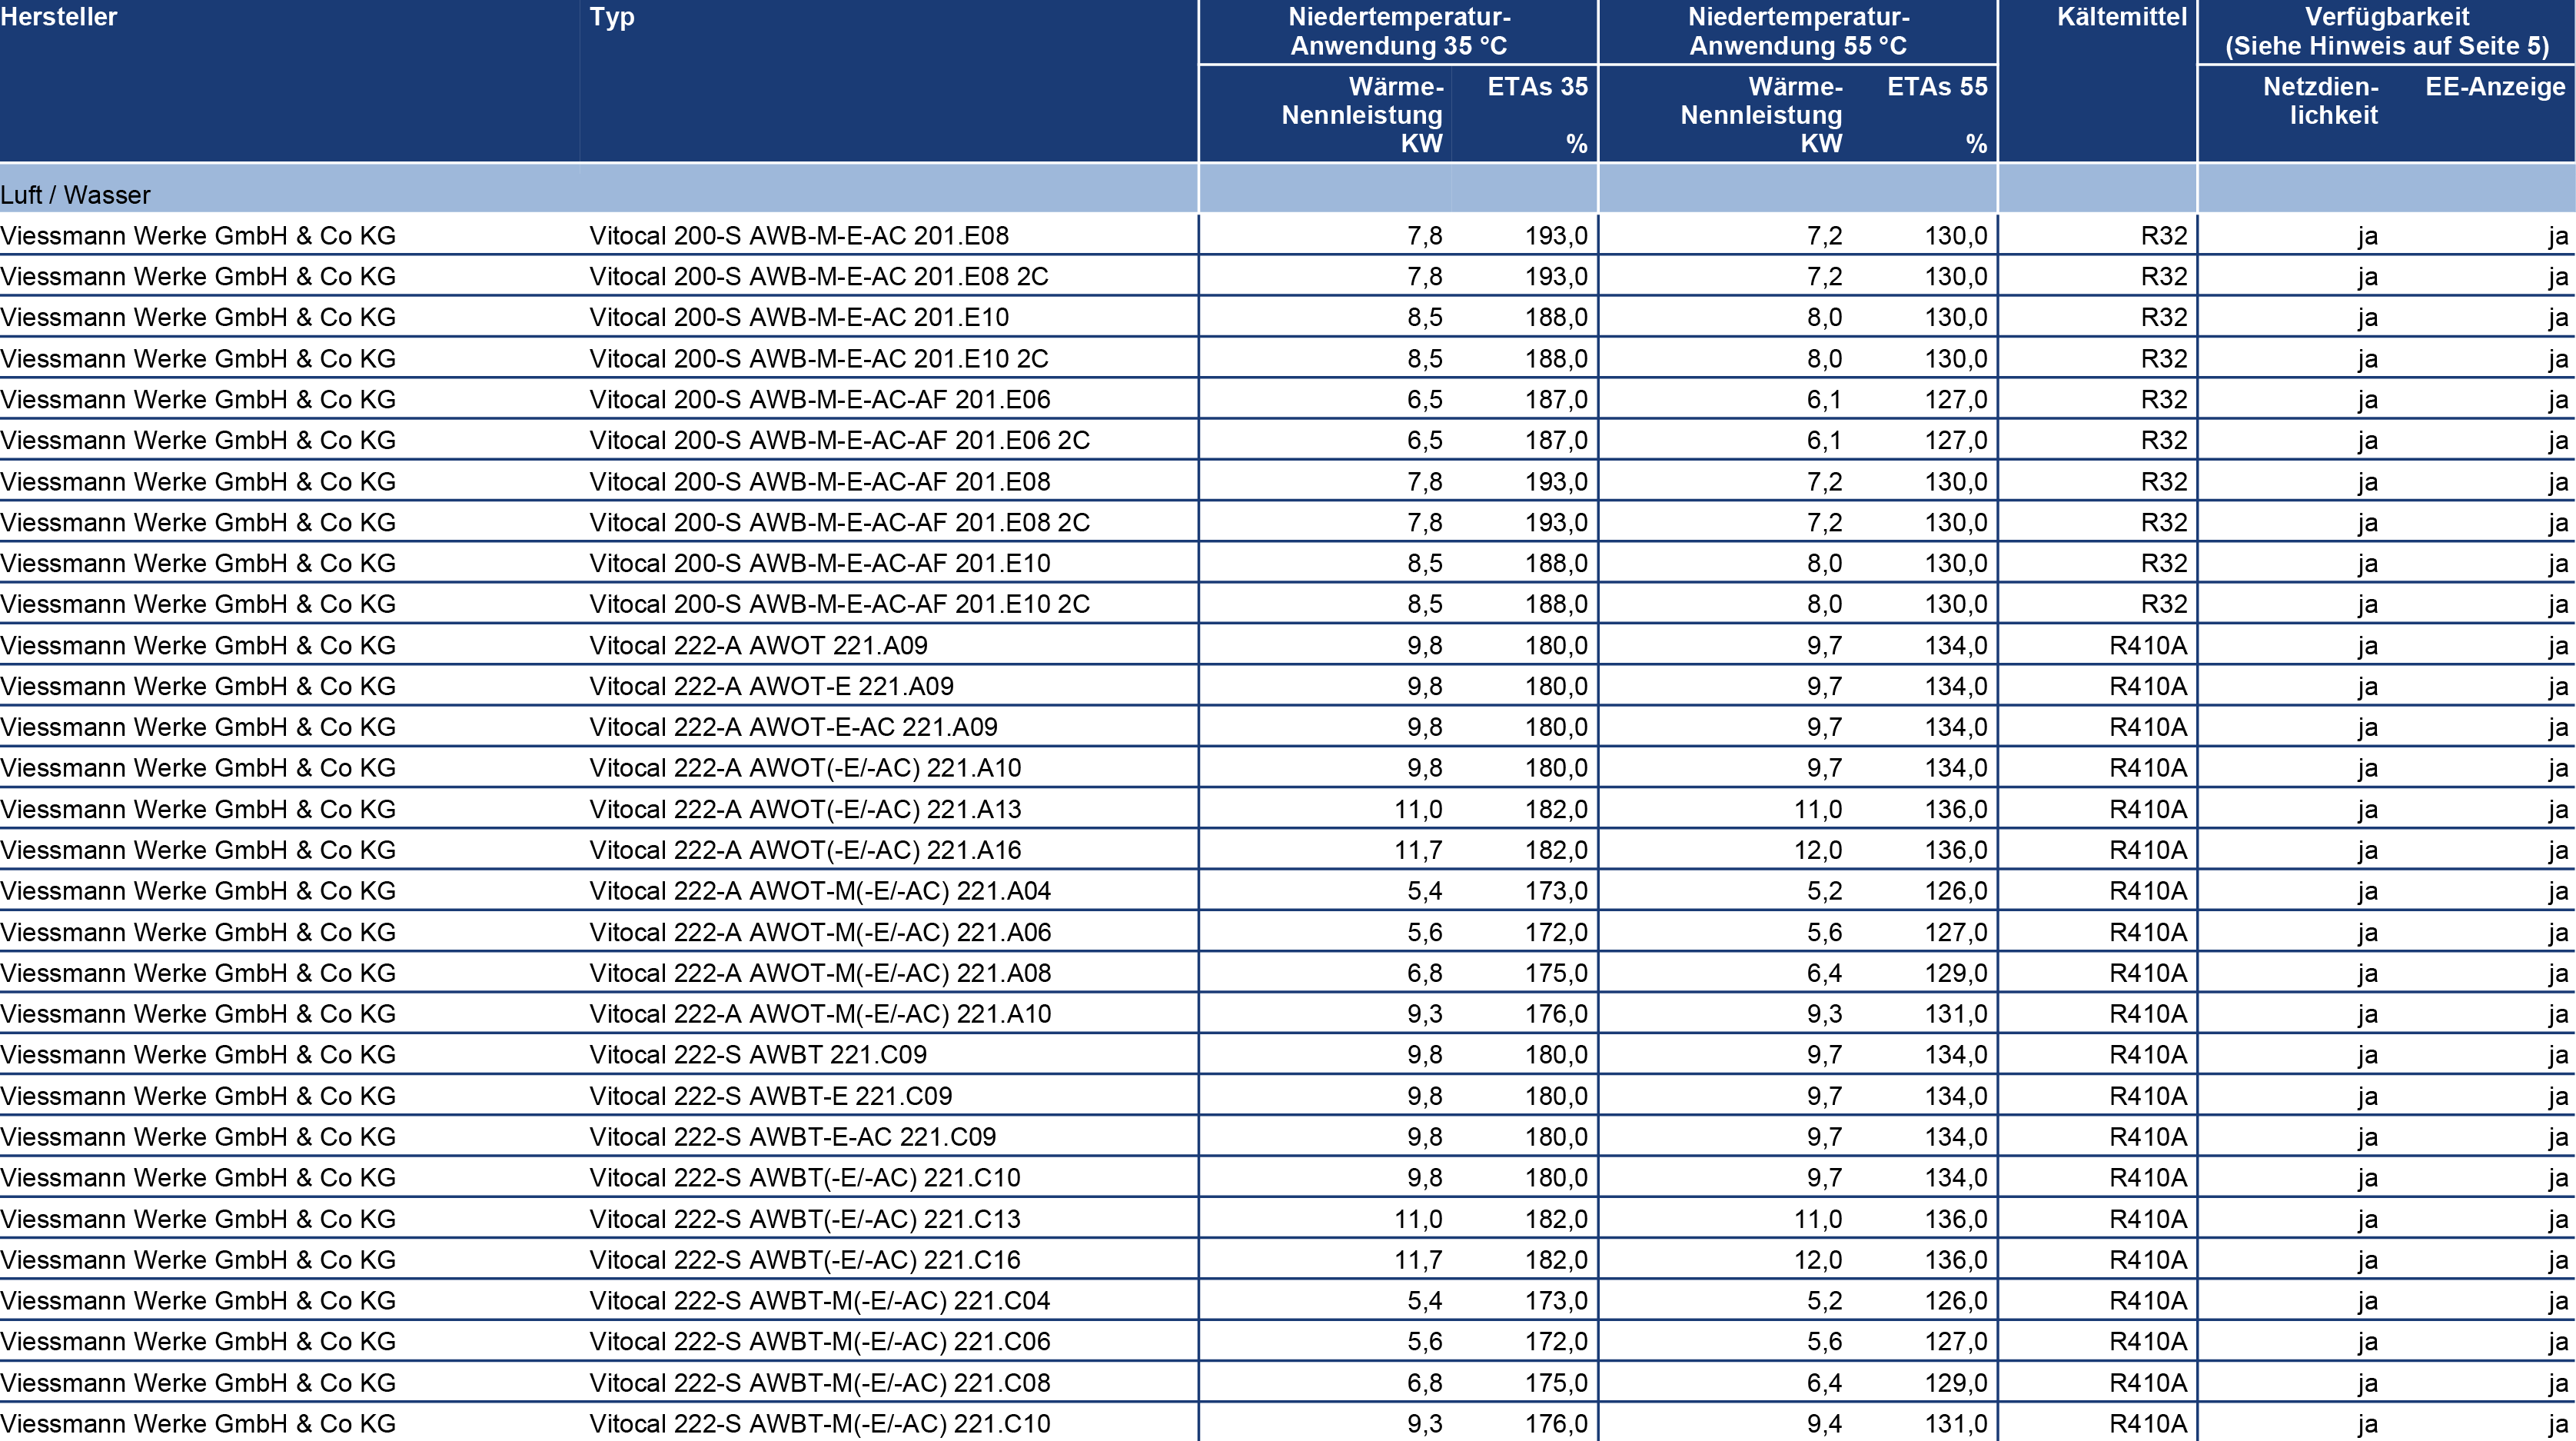 Hersteller Typ Niedertemperatur-Anwendung 35 °C Niedertemperatur-Anwendung 55 °C Kältemittel Verfügbarkeit (Siehe Hinweis auf Seite 5)
Wärme-Nennleistung KW ETAs 35 % Wärme-Nennleistung KW ETAs 55 % Netzdien-lichkeit EE-Anzeige
Luft / Wasser
Viessmann Werke GmbH & Co KG Vitocal 200-S AWB-M-E-AC 201.E08 7,8 193,0 7,2 130,0 R32 ja ja
Viessmann Werke GmbH & Co KG Vitocal 200-S AWB-M-E-AC 201.E08 2C 7,8 193,0 7,2 130,0 R32 ja ja
Viessmann Werke GmbH & Co KG Vitocal 200-S AWB-M-E-AC 201.E10 8,5 188,0 8,0 130,0 R32 ja ja
Viessmann Werke GmbH & Co KG Vitocal 200-S AWB-M-E-AC 201.E10 2C 8,5 188,0 8,0 130,0 R32 ja ja
Viessmann Werke GmbH & Co KG Vitocal 200-S AWB-M-E-AC-AF 201.E06 6,5 187,0 6,1 127,0 R32 ja ja
Viessmann Werke GmbH & Co KG Vitocal 200-S AWB-M-E-AC-AF 201.E06 2C 6,5 187,0 6,1 127,0 R32 ja ja
Viessmann Werke GmbH & Co KG Vitocal 200-S AWB-M-E-AC-AF 201.E08 7,8 193,0 7,2 130,0 R32 ja ja
Viessmann Werke GmbH & Co KG Vitocal 200-S AWB-M-E-AC-AF 201.E08 2C 7,8 193,0 7,2 130,0 R32 ja ja
Viessmann Werke GmbH & Co KG Vitocal 200-S AWB-M-E-AC-AF 201.E10 8,5 188,0 8,0 130,0 R32 ja ja
Viessmann Werke GmbH & Co KG Vitocal 200-S AWB-M-E-AC-AF 201.E10 2C 8,5 188,0 8,0 130,0 R32 ja ja
Viessmann Werke GmbH & Co KG Vitocal 222-A AWOT 221.A09 9,8 180,0 9,7 134,0 R410A ja ja
Viessmann Werke GmbH & Co KG Vitocal 222-A AWOT-E 221.A09 9,8 180,0 9,7 134,0 R410A ja ja
Viessmann Werke GmbH & Co KG Vitocal 222-A AWOT-E-AC 221.A09 9,8 180,0 9,7 134,0 R410A ja ja
Viessmann Werke GmbH & Co KG Vitocal 222-A AWOT(-E/-AC) 221.A10 9,8 180,0 9,7 134,0 R410A ja ja
Viessmann Werke GmbH & Co KG Vitocal 222-A AWOT(-E/-AC) 221.A13 11,0 182,0 11,0 136,0 R410A ja ja
Viessmann Werke GmbH & Co KG Vitocal 222-A AWOT(-E/-AC) 221.A16 11,7 182,0 12,0 136,0 R410A ja ja
Viessmann Werke GmbH & Co KG Vitocal 222-A AWOT-M(-E/-AC) 221.A04 5,4 173,0 5,2 126,0 R410A ja ja
Viessmann Werke GmbH & Co KG Vitocal 222-A AWOT-M(-E/-AC) 221.A06 5,6 172,0 5,6 127,0 R410A ja ja
Viessmann Werke GmbH & Co KG Vitocal 222-A AWOT-M(-E/-AC) 221.A08 6,8 175,0 6,4 129,0 R410A ja ja
Viessmann Werke GmbH & Co KG Vitocal 222-A AWOT-M(-E/-AC) 221.A10 9,3 176,0 9,3 131,0 R410A ja ja
Viessmann Werke GmbH & Co KG Vitocal 222-S AWBT 221.C09 9,8 180,0 9,7 134,0 R410A ja ja
Viessmann Werke GmbH & Co KG Vitocal 222-S AWBT-E 221.C09 9,8 180,0 9,7 134,0 R410A ja ja
Viessmann Werke GmbH & Co KG Vitocal 222-S AWBT-E-AC 221.C09 9,8 180,0 9,7 134,0 R410A ja ja
Viessmann Werke GmbH & Co KG Vitocal 222-S AWBT(-E/-AC) 221.C10 9,8 180,0 9,7 134,0 R410A ja ja
Viessmann Werke GmbH & Co KG Vitocal 222-S AWBT(-E/-AC) 221.C13 11,0 182,0 11,0 136,0 R410A ja ja
Viessmann Werke GmbH & Co KG Vitocal 222-S AWBT(-E/-AC) 221.C16 11,7 182,0 12,0 136,0 R410A ja ja
Viessmann Werke GmbH & Co KG Vitocal 222-S AWBT-M(-E/-AC) 221.C04 5,4 173,0 5,2 126,0 R410A ja ja
Viessmann Werke GmbH & Co KG Vitocal 222-S AWBT-M(-E/-AC) 221.C06 5,6 172,0 5,6 127,0 R410A ja ja
Viessmann Werke GmbH & Co KG Vitocal 222-S AWBT-M(-E/-AC) 221.C08 6,8 175,0 6,4 129,0 R410A ja ja
Viessmann Werke GmbH & Co KG Vitocal 222-S AWBT-M(-E/-AC) 221.C10 9,3 176,0 9,4 131,0 R410A ja ja